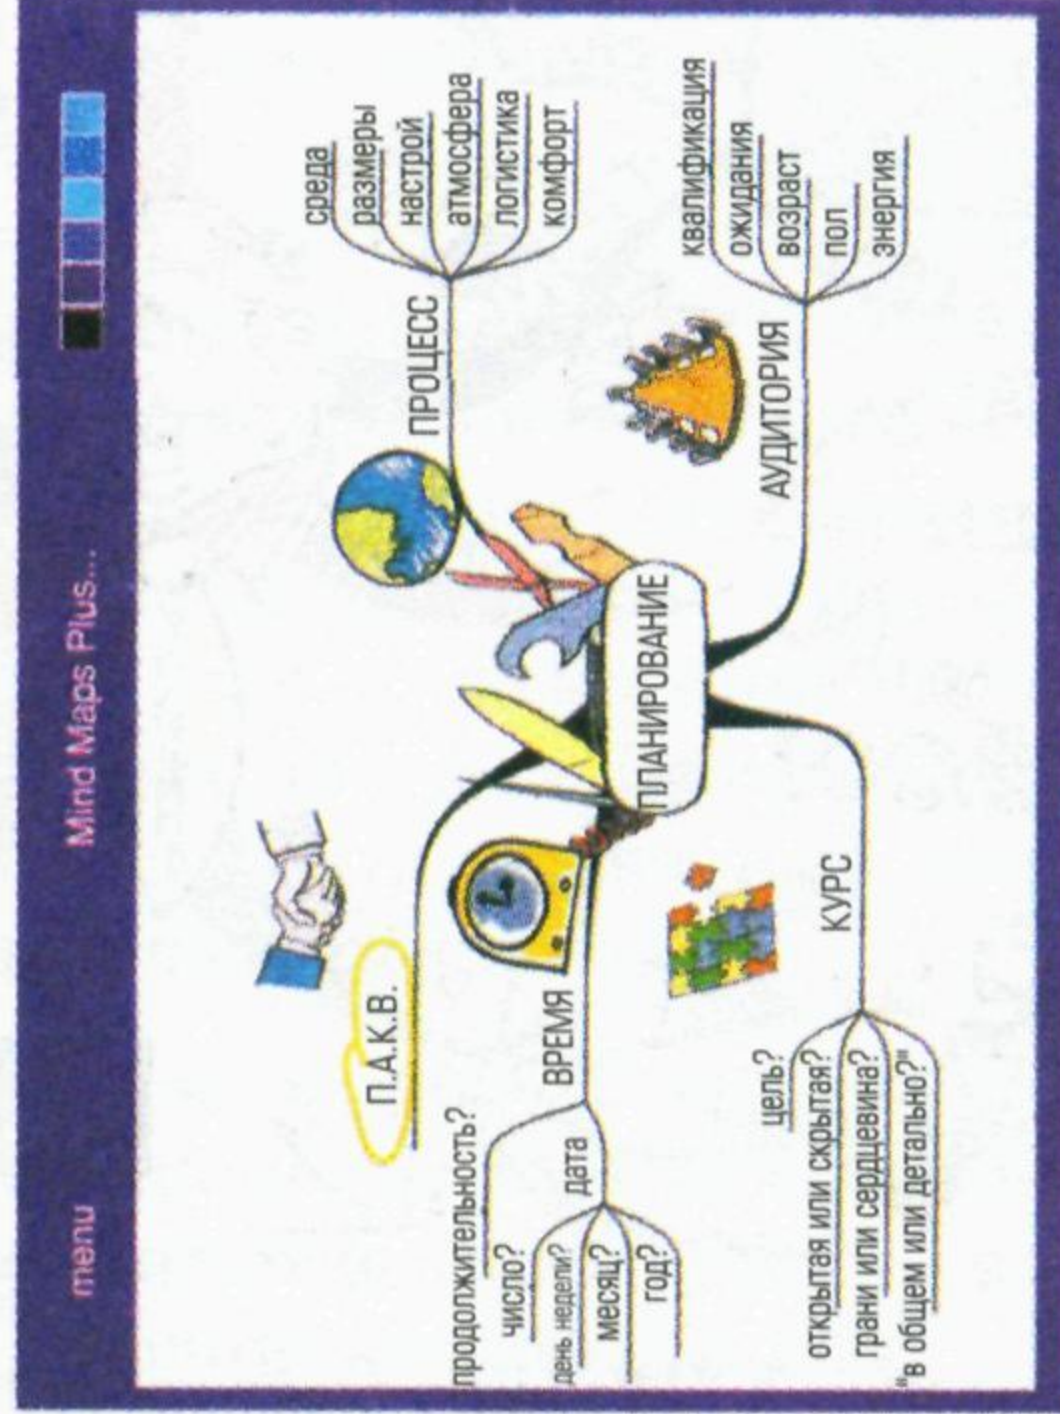 menu
Mind Maps Plus...
П.А.К.В.
ПРОЦЕСС
среда
размеры
настрой
атмосфера
логистика
комфорт
ВРЕМЯ
продолжительность?
дата
число?
день недели?
месяц?
год?
ПЛАНИРОВАНИЕ
АУДИТОРИЯ
квалификация
ожидания
возраст
пол
энергия
КУРС
цель?
открытая или скрытая?
грани или сердцевина?
"в общем или детально?"